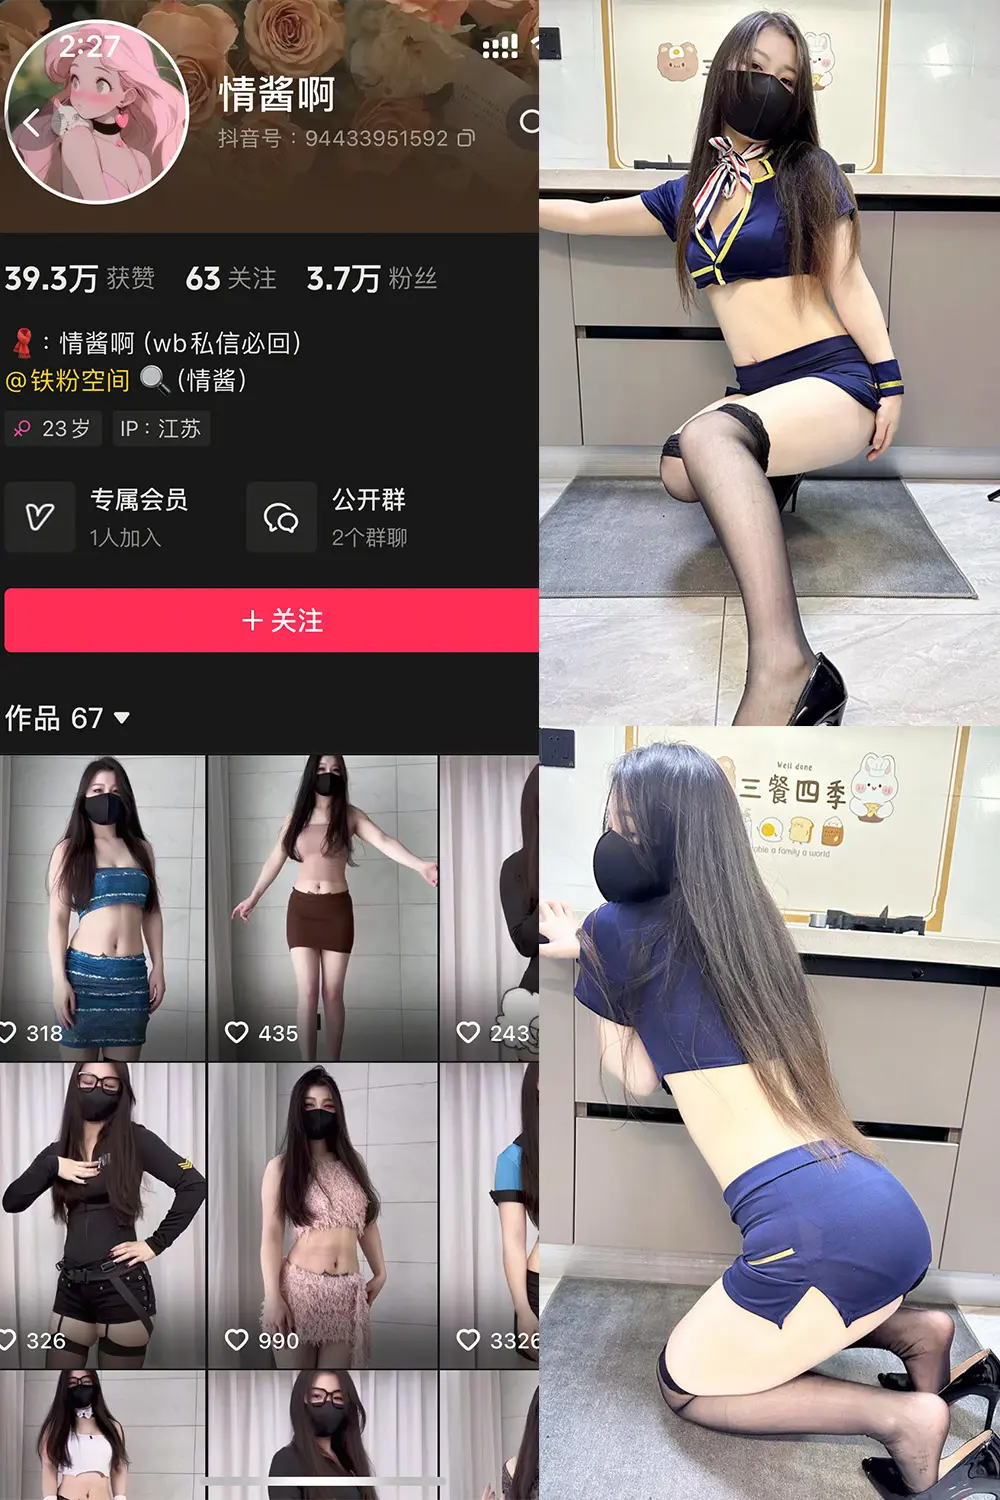 2:27
情酱啊
抖音号：94433951592
39.3万 获赞 63 关注 3.7万 粉丝
：情酱啊 (wb私信必回)
@铁粉空间 (情酱)
23岁 IP：江苏
专属会员
1人加入
公开群
2个群聊
+ 关注
作品 67
318
435
243
326
990
3326
三
Well done
三餐四季
able a family a world